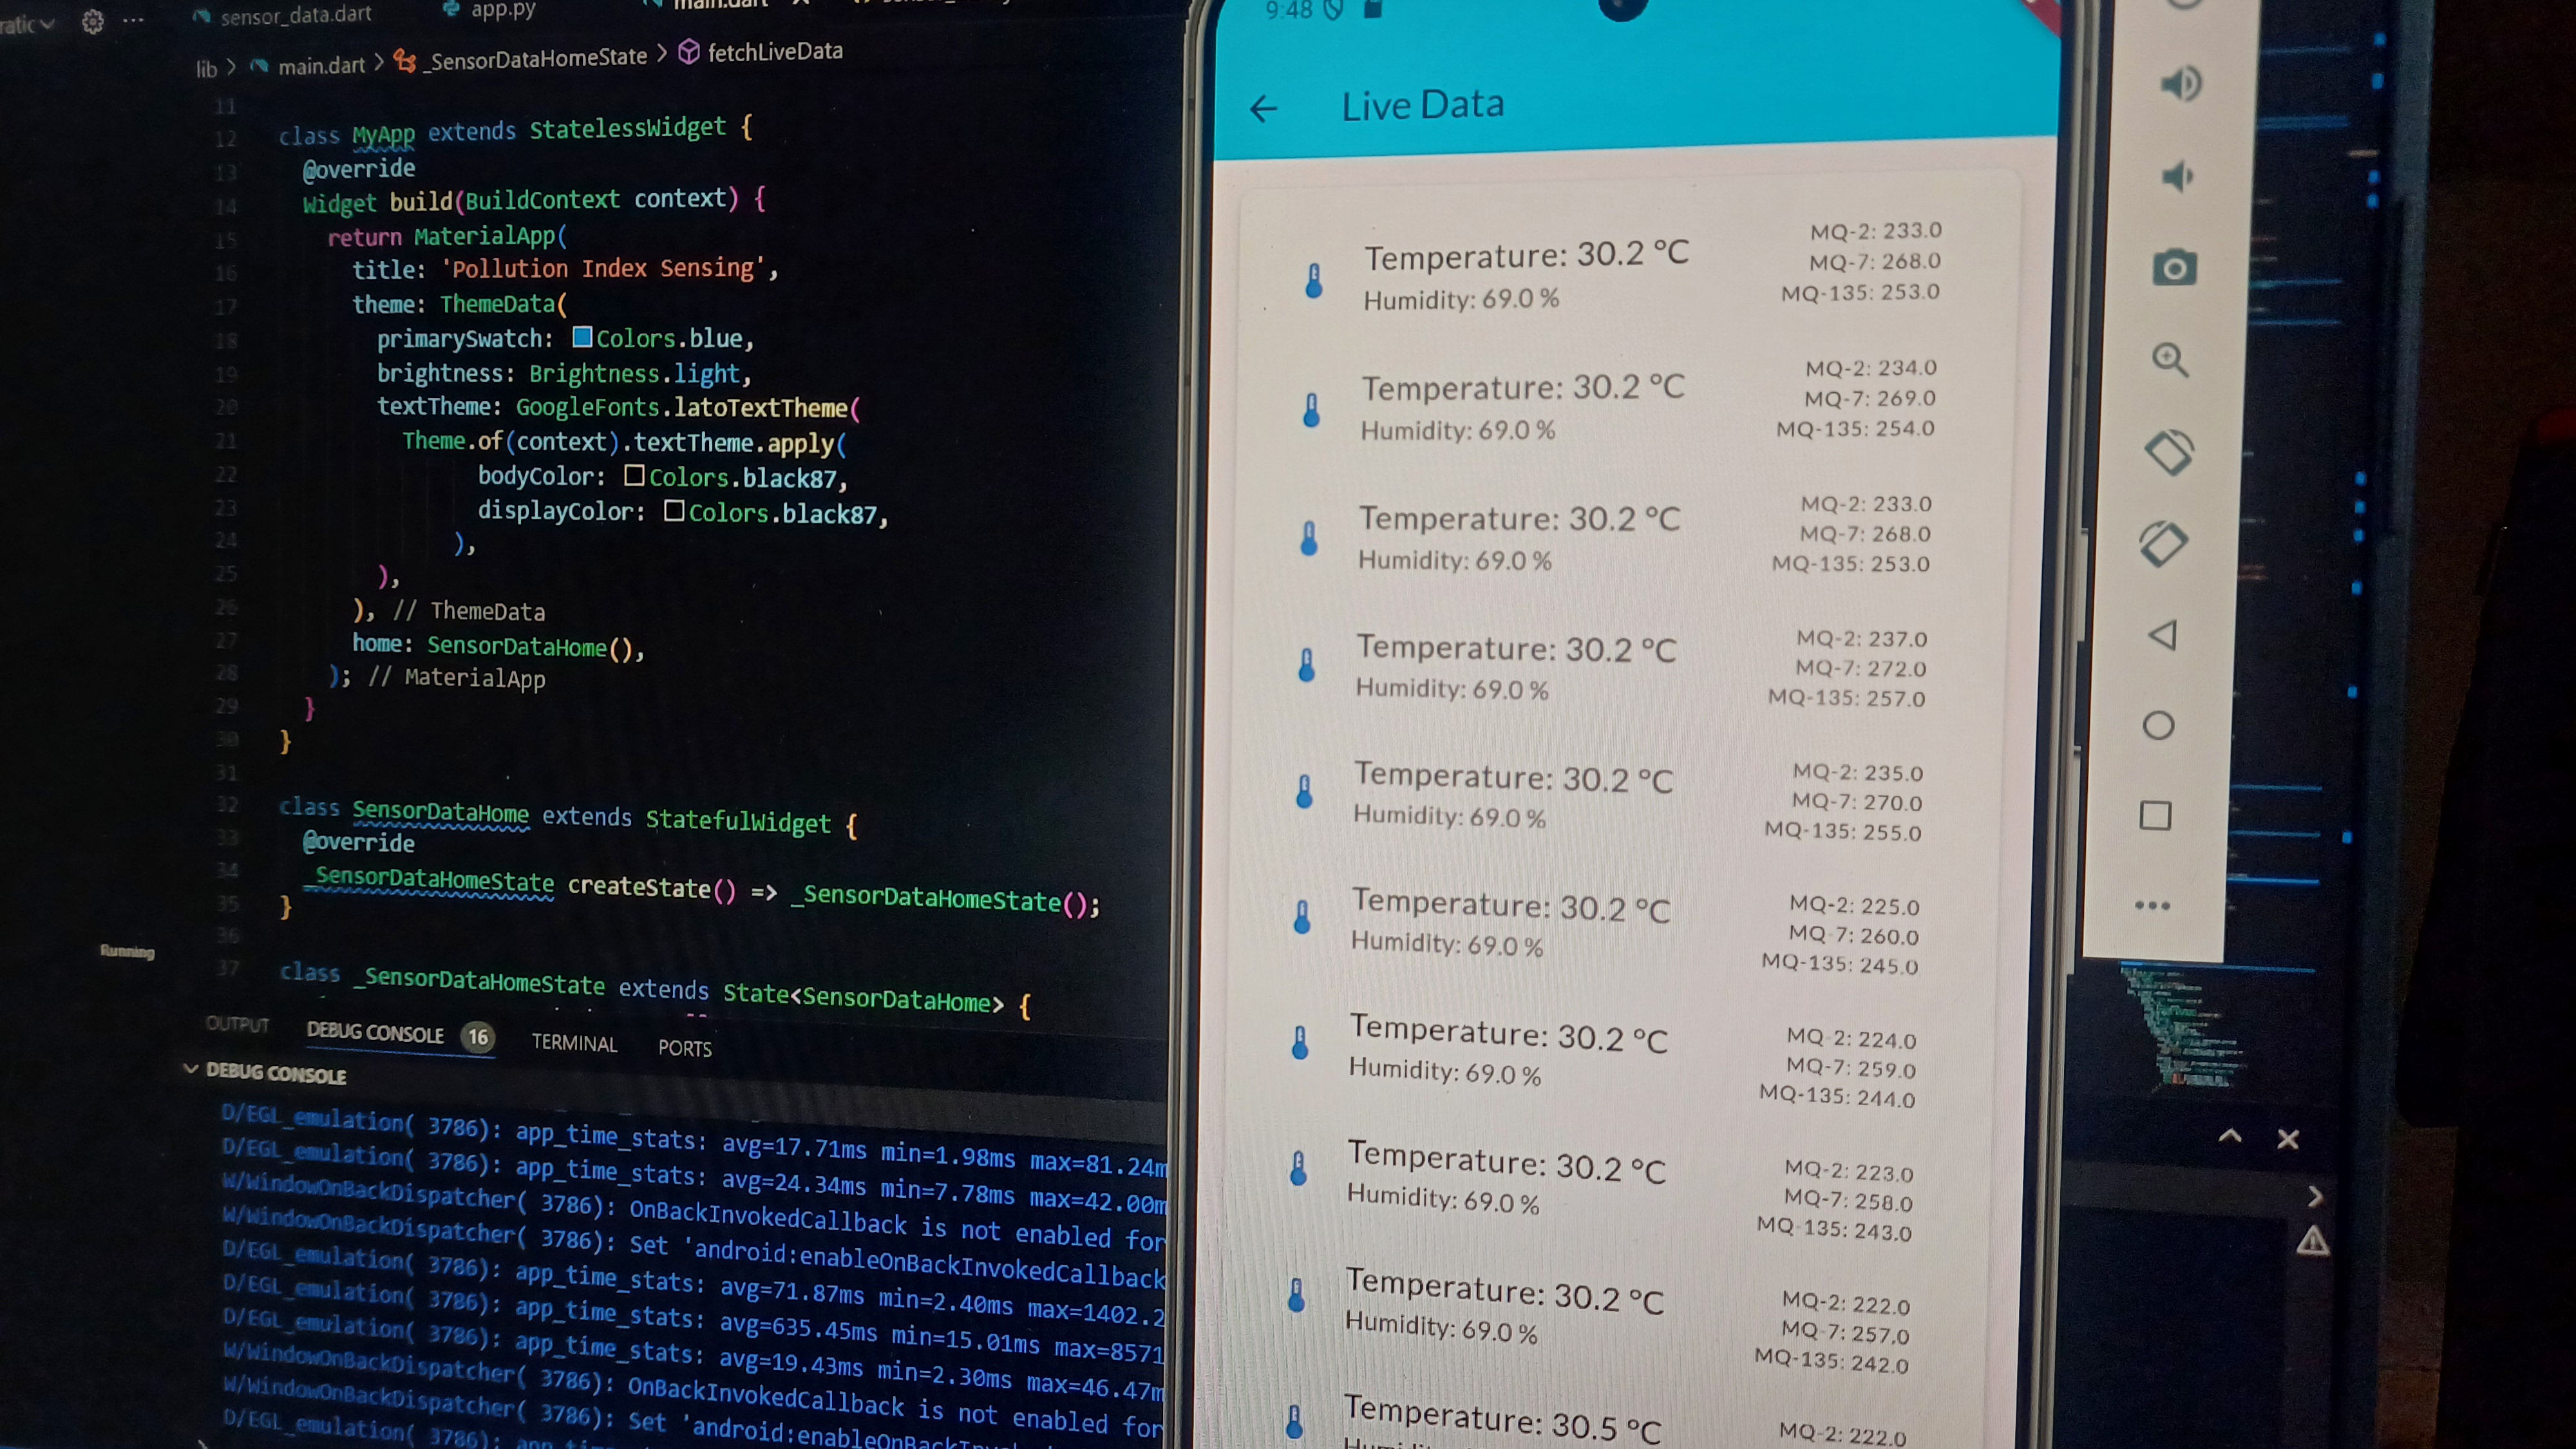 sensor_data.dart
app.py
main.dart
lib > main.dart > _SensorDataHomeState > fetchLiveData
11
12 class MyApp extends StatelessWidget {
13 @override
14 Widget build(BuildContext context) {
15 return MaterialApp(
16 title: 'Pollution Index Sensing',
17 theme: ThemeData(
18 primarySwatch: Colors.blue,
19 brightness: Brightness.light,
20 textTheme: GoogleFonts.latoTextTheme(
21 Theme.of(context).textTheme.apply(
22 bodyColor: Colors.black87,
23 displayColor: Colors.black87,
24 ),
25 ),
26 ), // ThemeData
27 home: SensorDataHome(),
28 ); // MaterialApp
29 }
30 }
31
32 class SensorDataHome extends StatefulWidget {
33 @override
34 _SensorDataHomeState createState() => _SensorDataHomeState();
35 }
36
37 class _SensorDataHomeState extends State<SensorDataHome> {
Running
OUTPUT DEBUG CONSOLE 16 TERMINAL PORTS
DEBUG CONSOLE
D/EGL_emulation( 3786): app_time_stats: avg=17.71ms min=1.98ms max=81.24m
D/EGL_emulation( 3786): app_time_stats: avg=24.34ms min=7.78ms max=42.00m
W/WindowOnBackDispatcher( 3786): OnBackInvokedCallback is not enabled for
W/WindowOnBackDispatcher( 3786): Set 'android:enableOnBackInvokedCallback
D/EGL_emulation( 3786): app_time_stats: avg=71.87ms min=2.40ms max=1402.2
D/EGL_emulation( 3786): app_time_stats: avg=635.45ms min=15.01ms max=8571
D/EGL_emulation( 3786): app_time_stats: avg=19.43ms min=2.30ms max=46.47m
W/WindowOnBackDispatcher( 3786): OnBackInvokedCallback is not enabled for
W/WindowOnBackDispatcher( 3786): Set 'android:enableOnBackInvokedCallback
D/EGL_emulation( 3786):
9:48
Live Data
Temperature: 30.2 °C
Humidity: 69.0 %
MQ-2: 233.0
MQ-7: 268.0
MQ-135: 253.0
Temperature: 30.2 °C
Humidity: 69.0 %
MQ-2: 234.0
MQ-7: 269.0
MQ-135: 254.0
Temperature: 30.2 °C
Humidity: 69.0 %
MQ-2: 233.0
MQ-7: 268.0
MQ-135: 253.0
Temperature: 30.2 °C
Humidity: 69.0 %
MQ-2: 237.0
MQ-7: 272.0
MQ-135: 257.0
Temperature: 30.2 °C
Humidity: 69.0 %
MQ-2: 235.0
MQ-7: 270.0
MQ-135: 255.0
Temperature: 30.2 °C
Humidity: 69.0 %
MQ-2: 225.0
MQ-7: 260.0
MQ-135: 245.0
Temperature: 30.2 °C
Humidity: 69.0 %
MQ-2: 224.0
MQ-7: 259.0
MQ-135: 244.0
Temperature: 30.2 °C
Humidity: 69.0 %
MQ-2: 223.0
MQ-7: 258.0
MQ-135: 243.0
Temperature: 30.2 °C
Humidity: 69.0 %
MQ-2: 222.0
MQ-7: 257.0
MQ-135: 242.0
Temperature: 30.5 °C
MQ-2: 222.0